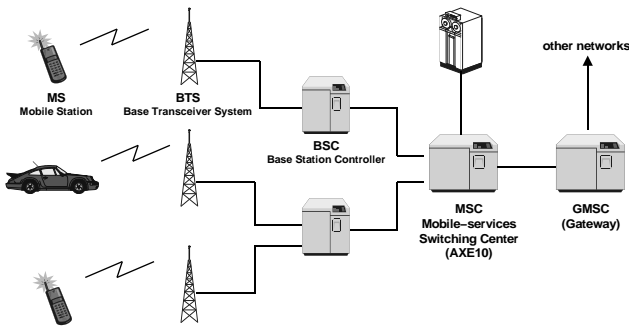 other networks
MS
Mobile Station
BTS
Base Transceiver System
BSC
Base Station Controller
MSC
Mobile–services
Switching Center
(AXE10)
GMSC
(Gateway)